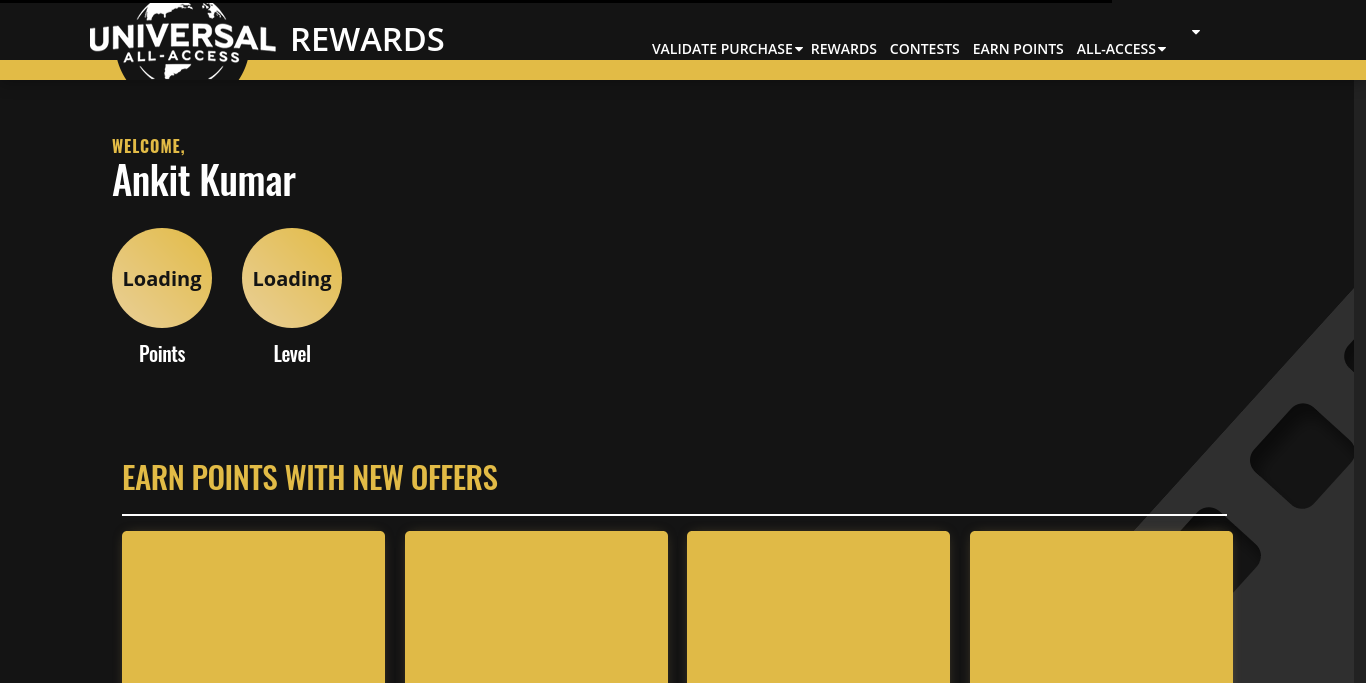 UNIVERSAL
ALL-ACCESS
REWARDS
VALIDATE PURCHASE REWARDS CONTESTS EARN POINTS ALL-ACCESS
WELCOME,
Ankit Kumar
Loading Loading
Points Level
EARN POINTS WITH NEW OFFERS